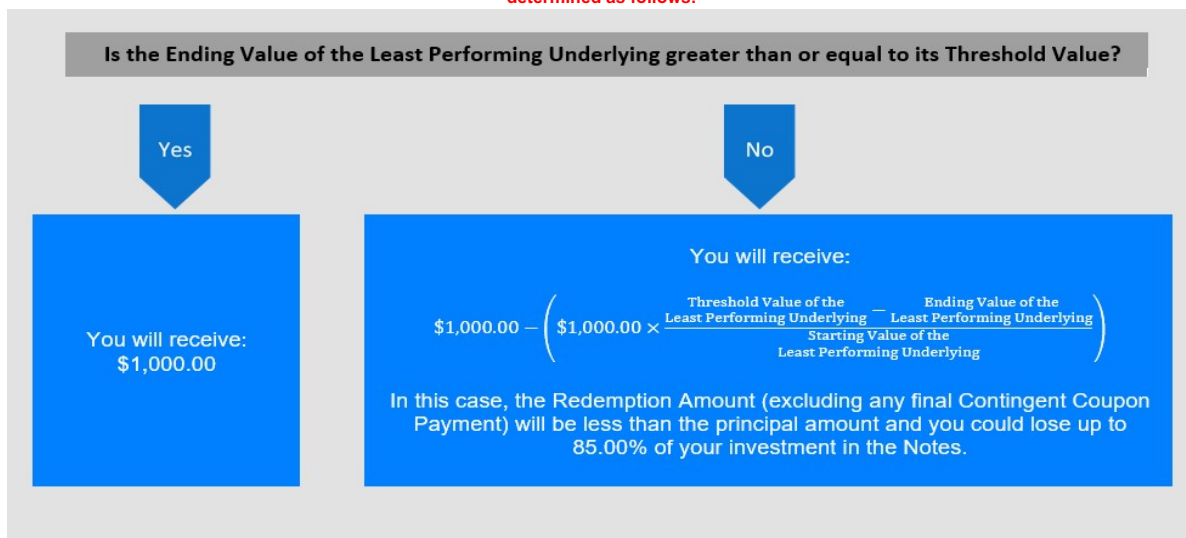 determined as follows:
Is the Ending Value of the Least Performing Underlying greater than or equal to its Threshold Value?
Yes
No
You will receive:
$1,000.00
You will receive:
$1,000.00 − ( $1,000.00 × (Threshold Value of the Least Performing Underlying − Ending Value of the Least Performing Underlying) / Starting Value of the Least Performing Underlying )
In this case, the Redemption Amount (excluding any final Contingent Coupon
Payment) will be less than the principal amount and you could lose up to
85.00% of your investment in the Notes.